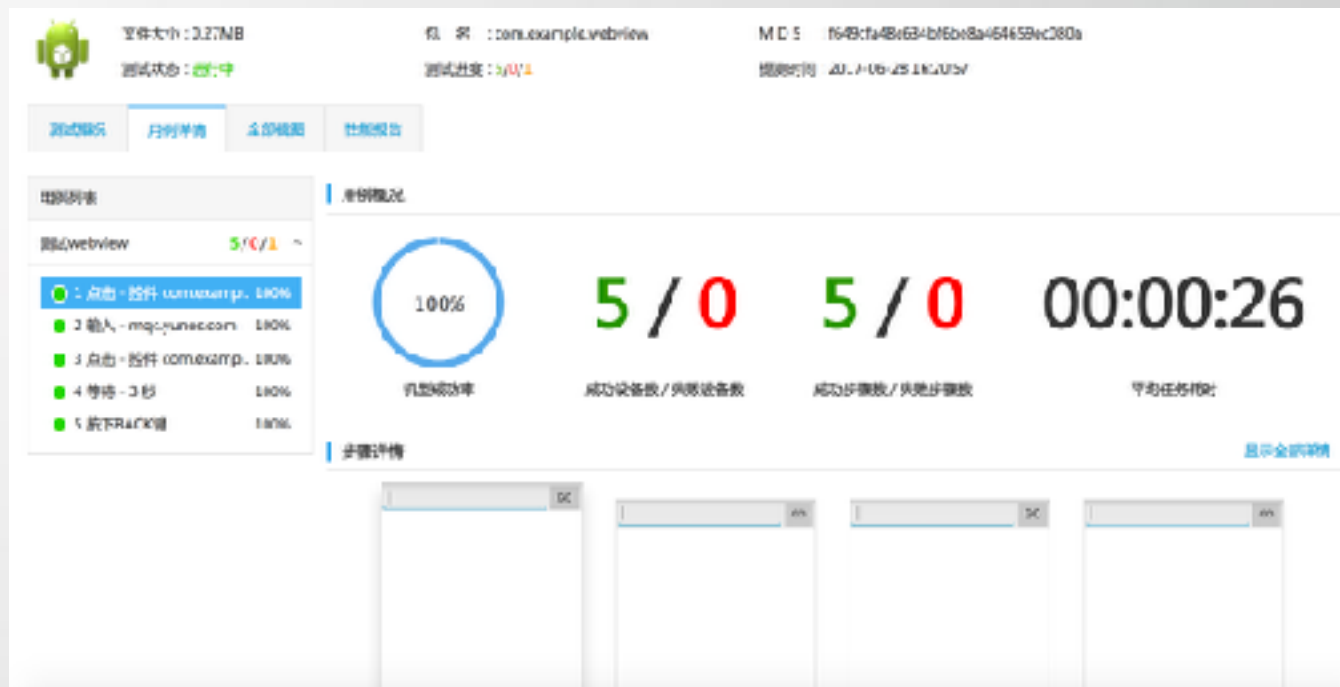 文件大小 : 3.27MB
包 名 : com.example.webview
MD5
测试状态 : 进行中
测试进度 : 5/0/1
提测时间
测试概况
用例详情
全部截图
性能报告
用例列表
测试webview 5/0/1
1 点击 - 控件 com.examp.. 100%
2 输入 - 100%
3 点击 - 控件 com.examp.. 100%
4 等待 - 3 秒 100%
5 按下BACK键 100%
用例概况
100%
5 / 0
5 / 0
00:00:26
机型成功率
成功设备数 / 失败设备数
成功步骤数 / 失败步骤数
平均任务耗时
步骤详情
显示全部详情